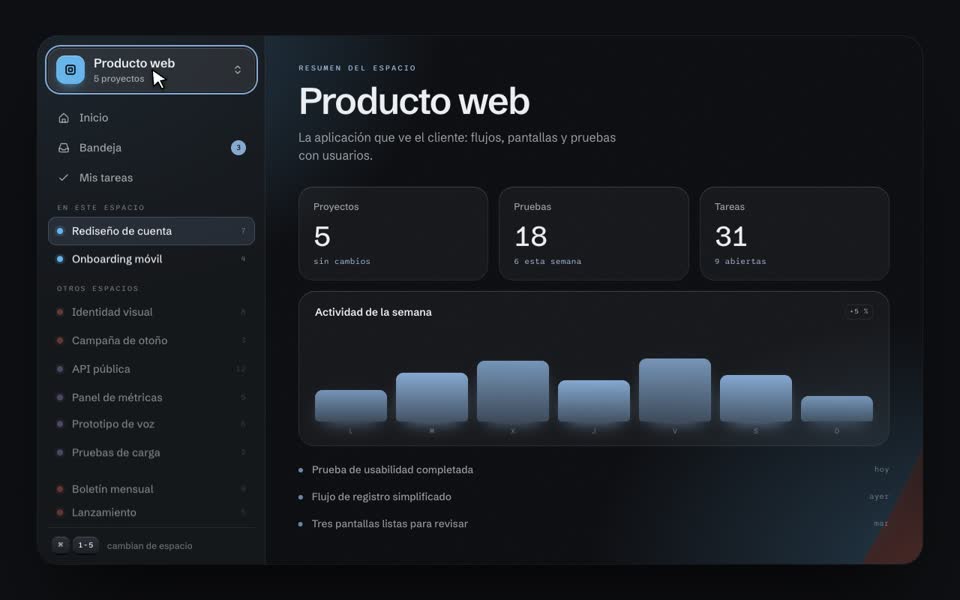 Producto web
5 proyectos
Inicio
Bandeja
3
Mis tareas
EN ESTE ESPACIO
Rediseño de cuenta
7
Onboarding móvil
4
OTROS ESPACIOS
Identidad visual
Campaña de otoño
API pública
12
Panel de métricas
Prototipo de voz
Pruebas de carga
Boletín mensual
Lanzamiento
⌘ 1-5 cambian de espacio
RESUMEN DEL ESPACIO
Producto web
La aplicación que ve el cliente: flujos, pantallas y pruebas
con usuarios.
Proyectos
5
sin cambios
Pruebas
18
6 esta semana
Tareas
31
9 abiertas
Actividad de la semana
+5 %
L M X J V S D
Prueba de usabilidad completada
hoy
Flujo de registro simplificado
ayer
Tres pantallas listas para revisar
mar